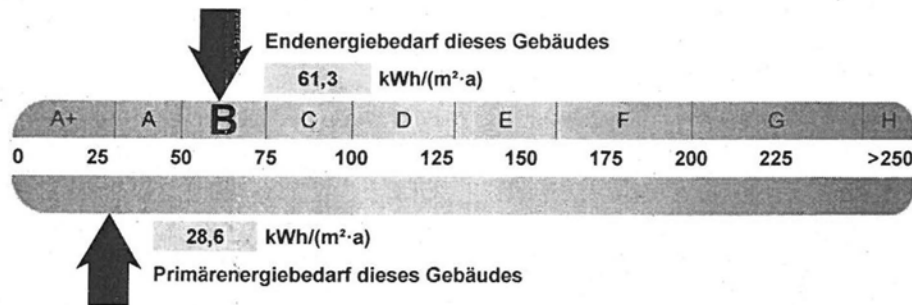 Endenergiebedarf dieses Gebäudes
61,3 kWh/(m²·a)
A+ A B C D E F G H
0 25 50 75 100 125 150 175 200 225 >250
28,6 kWh/(m²·a)
Primärenergiebedarf dieses Gebäudes